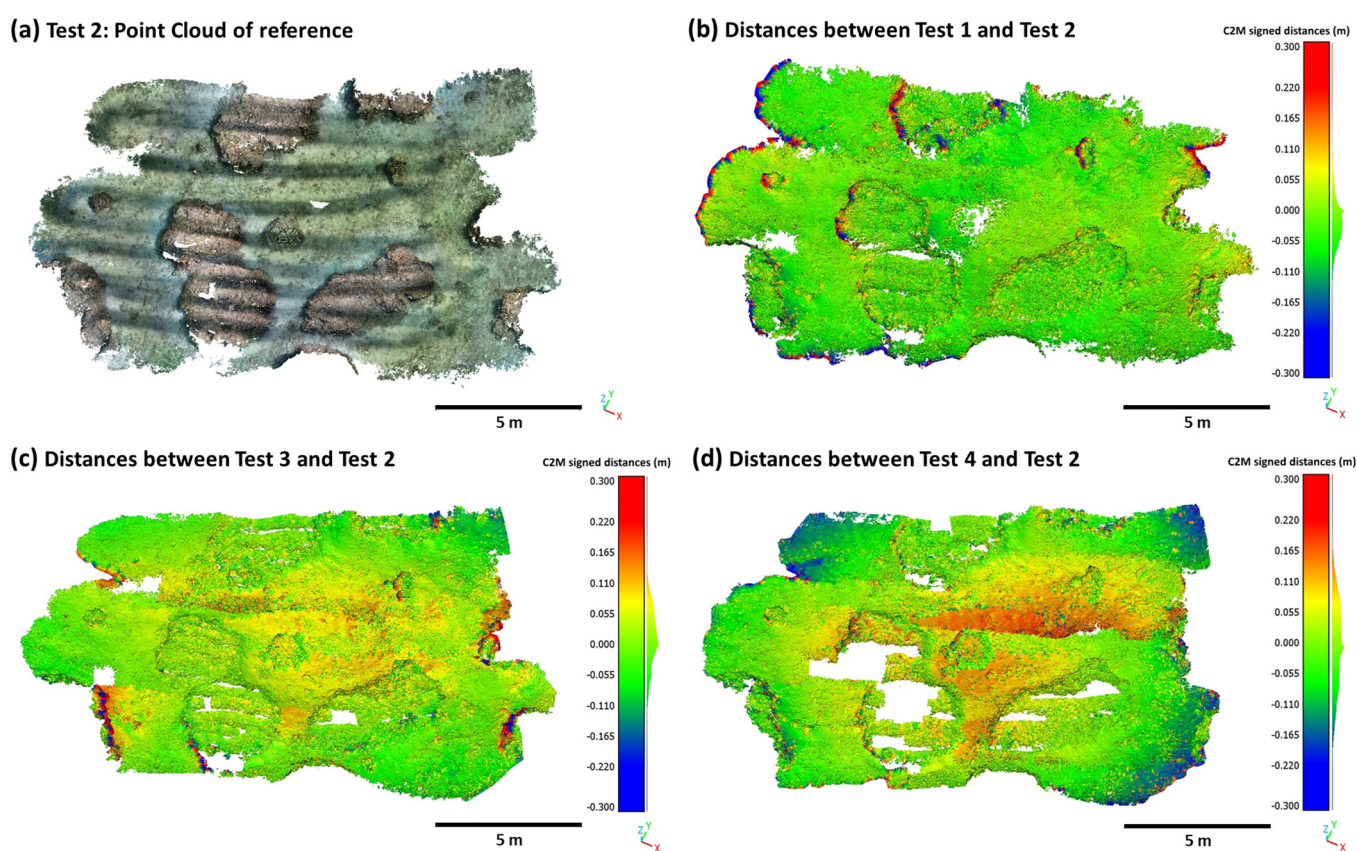 (a) Test 2: Point Cloud of reference
5 m
Z Y X
(b) Distances between Test 1 and Test 2
C2M signed distances (m)
0.300
0.220
0.165
0.110
0.055
0.000
-0.055
-0.110
-0.165
-0.220
-0.300
5 m
Z Y X
(c) Distances between Test 3 and Test 2
C2M signed distances (m)
0.300
0.220
0.165
0.110
0.055
0.000
-0.055
-0.110
-0.165
-0.220
-0.300
5 m
Z Y X
(d) Distances between Test 4 and Test 2
C2M signed distances (m)
0.300
0.220
0.165
0.110
0.055
0.000
-0.055
-0.110
-0.165
-0.220
-0.300
5 m
Z Y X